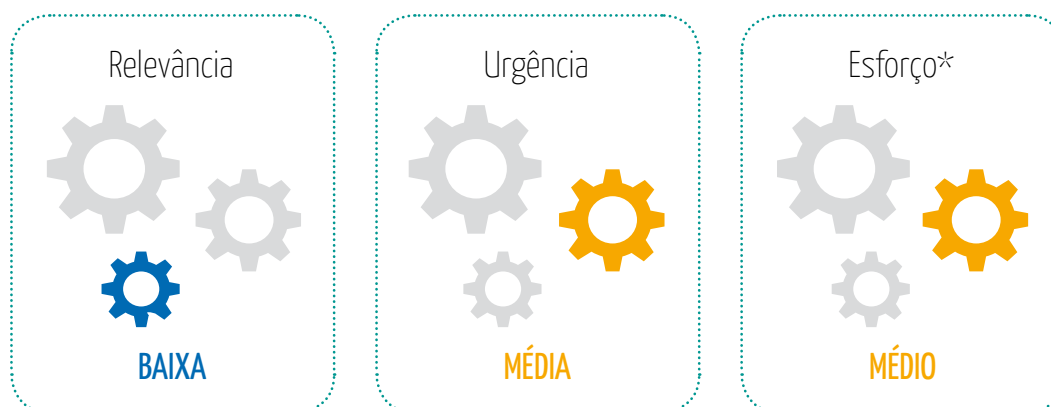 Relevância
Urgência
Esforço*
BAIXA
MÉDIA
MÉDIO